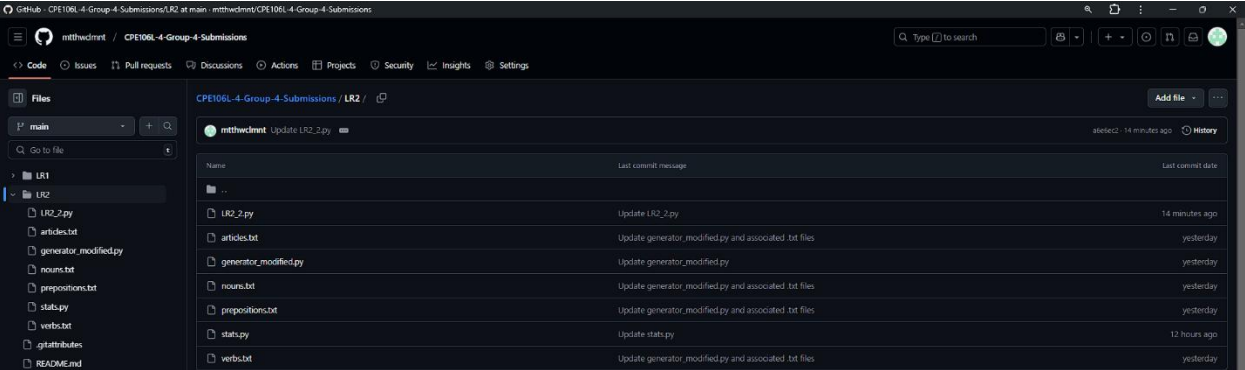 GitHub - CPE106L-4-Group-4-Submissions/LR2 at main · mtthwclmnt/CPE106L-4-Group-4-Submissions
mtthwclmnt / CPE106L-4-Group-4-Submissions
Type / to search
Code Issues Pull requests Discussions Actions Projects Security Insights Settings
Files
main
Go to file t
LR1
LR2
LR2_2.py
articles.txt
generator_modified.py
nouns.txt
prepositions.txt
stats.py
verbs.txt
.gitattributes
README.md
CPE106L-4-Group-4-Submissions / LR2 /
Add file
mtthwclmnt Update LR2_2.py
a6e6ec2 · 14 minutes ago History
Name Last commit message Last commit date
..
LR2_2.py Update LR2_2.py 14 minutes ago
articles.txt Update generator_modified.py and associated .txt files yesterday
generator_modified.py Update generator_modified.py yesterday
nouns.txt Update generator_modified.py and associated .txt files yesterday
prepositions.txt Update generator_modified.py and associated .txt files yesterday
stats.py Update stats.py 12 hours ago
verbs.txt Update generator_modified.py and associated .txt files yesterday